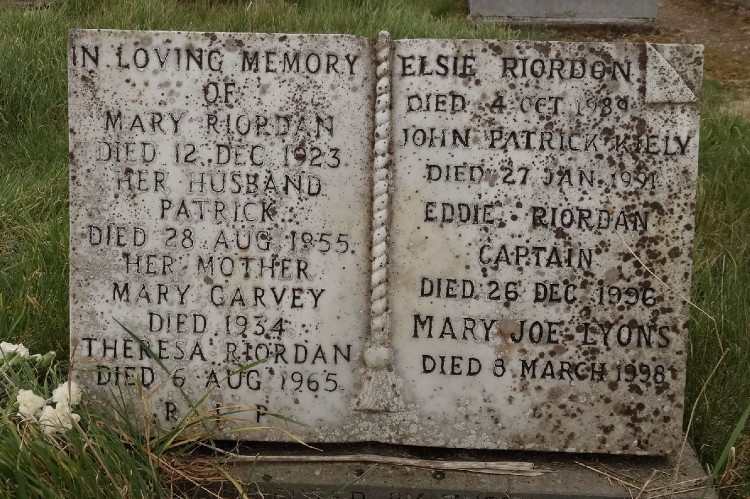 IN LOVING MEMORY
OF
MARY RIORDAN
DIED 12 DEC 1923
HER HUSBAND
PATRICK
DIED 28 AUG 1955
HER MOTHER
MARY GARVEY
DIED 1934
THERESA RIORDAN
DIED 6 AUG 1965
R I P
ELSIE RIORDON
DIED 4 OCT 1989
JOHN PATRICK KIELY
DIED 27 JAN 1991
EDDIE RIORDAN
CAPTAIN
DIED 26 DEC 1996
MARY JOE LYONS
DIED 8 MARCH 1998